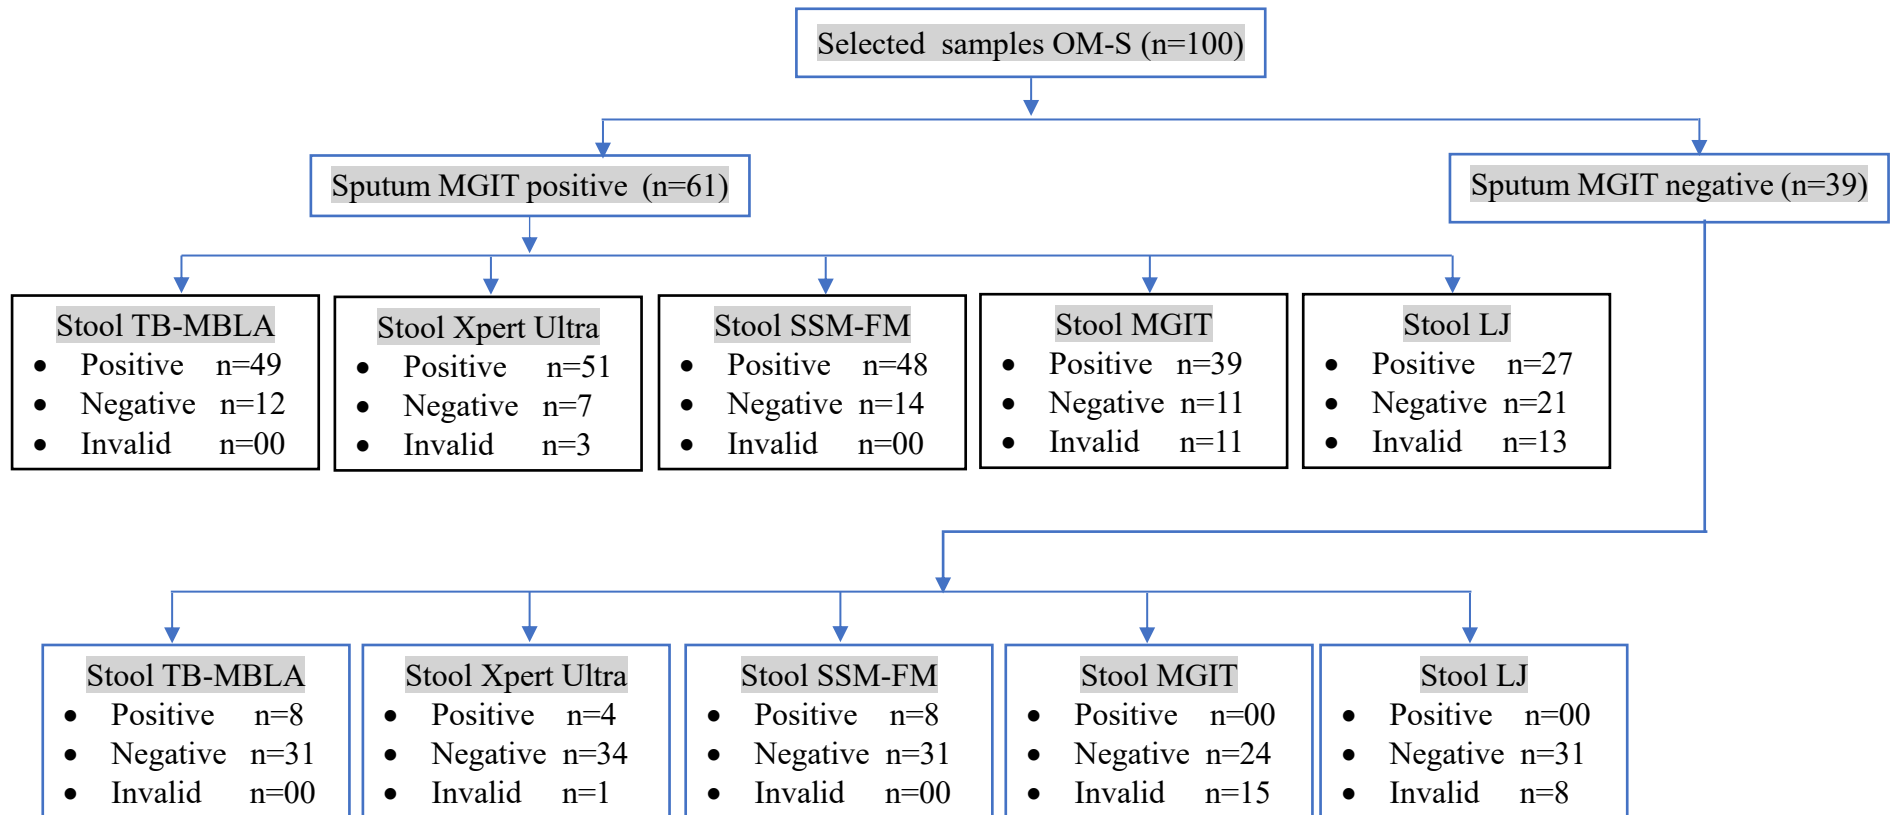 Selected samples OM-S (n=100)
Sputum MGIT positive (n=61)
Sputum MGIT negative (n=39)
Stool TB-MBLA
• Positive n=49
• Negative n=12
• Invalid n=00
Stool Xpert Ultra
• Positive n=51
• Negative n=7
• Invalid n=3
Stool SSM-FM
• Positive n=48
• Negative n=14
• Invalid n=00
Stool MGIT
• Positive n=39
• Negative n=11
• Invalid n=11
Stool LJ
• Positive n=27
• Negative n=21
• Invalid n=13
Stool TB-MBLA
• Positive n=8
• Negative n=31
• Invalid n=00
Stool Xpert Ultra
• Positive n=4
• Negative n=34
• Invalid n=1
Stool SSM-FM
• Positive n=8
• Negative n=31
• Invalid n=00
Stool MGIT
• Positive n=00
• Negative n=24
• Invalid n=15
Stool LJ
• Positive n=00
• Negative n=31
• Invalid n=8